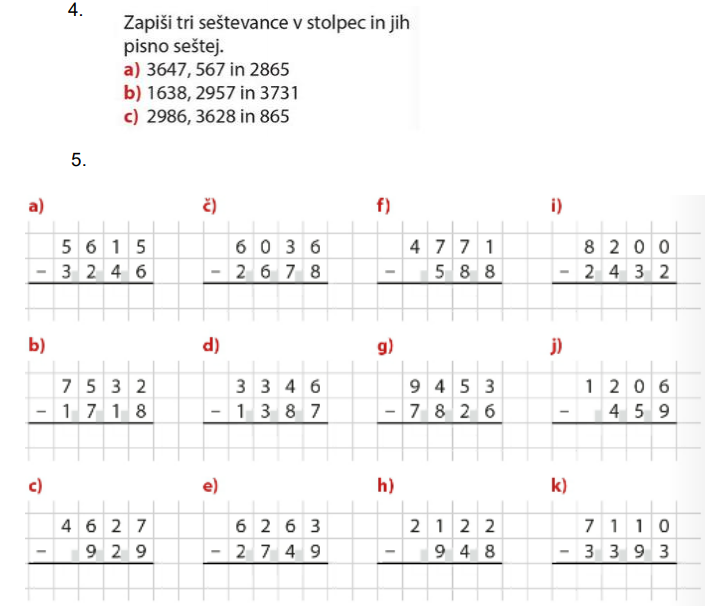 4.
Zapiši tri seštevance v stolpec in jih
pisno seštej.
a) 3647, 567 in 2865
b) 1638, 2957 in 3731
c) 2986, 3628 in 865
5.
a) č) f) i)
5 6 1 5 6 0 3 6 4 7 7 1 8 2 0 0
- 3 2 4 6 - 2 6 7 8 - 5 8 8 - 2 4 3 2
b) d) g) j)
7 5 3 2 3 3 4 6 9 4 5 3 1 2 0 6
- 1 7 1 8 - 1 3 8 7 - 7 8 2 6 - 4 5 9
c) e) h) k)
4 6 2 7 6 2 6 3 2 1 2 2 7 1 1 0
- 9 2 9 - 2 7 4 9 - 9 4 8 - 3 3 9 3